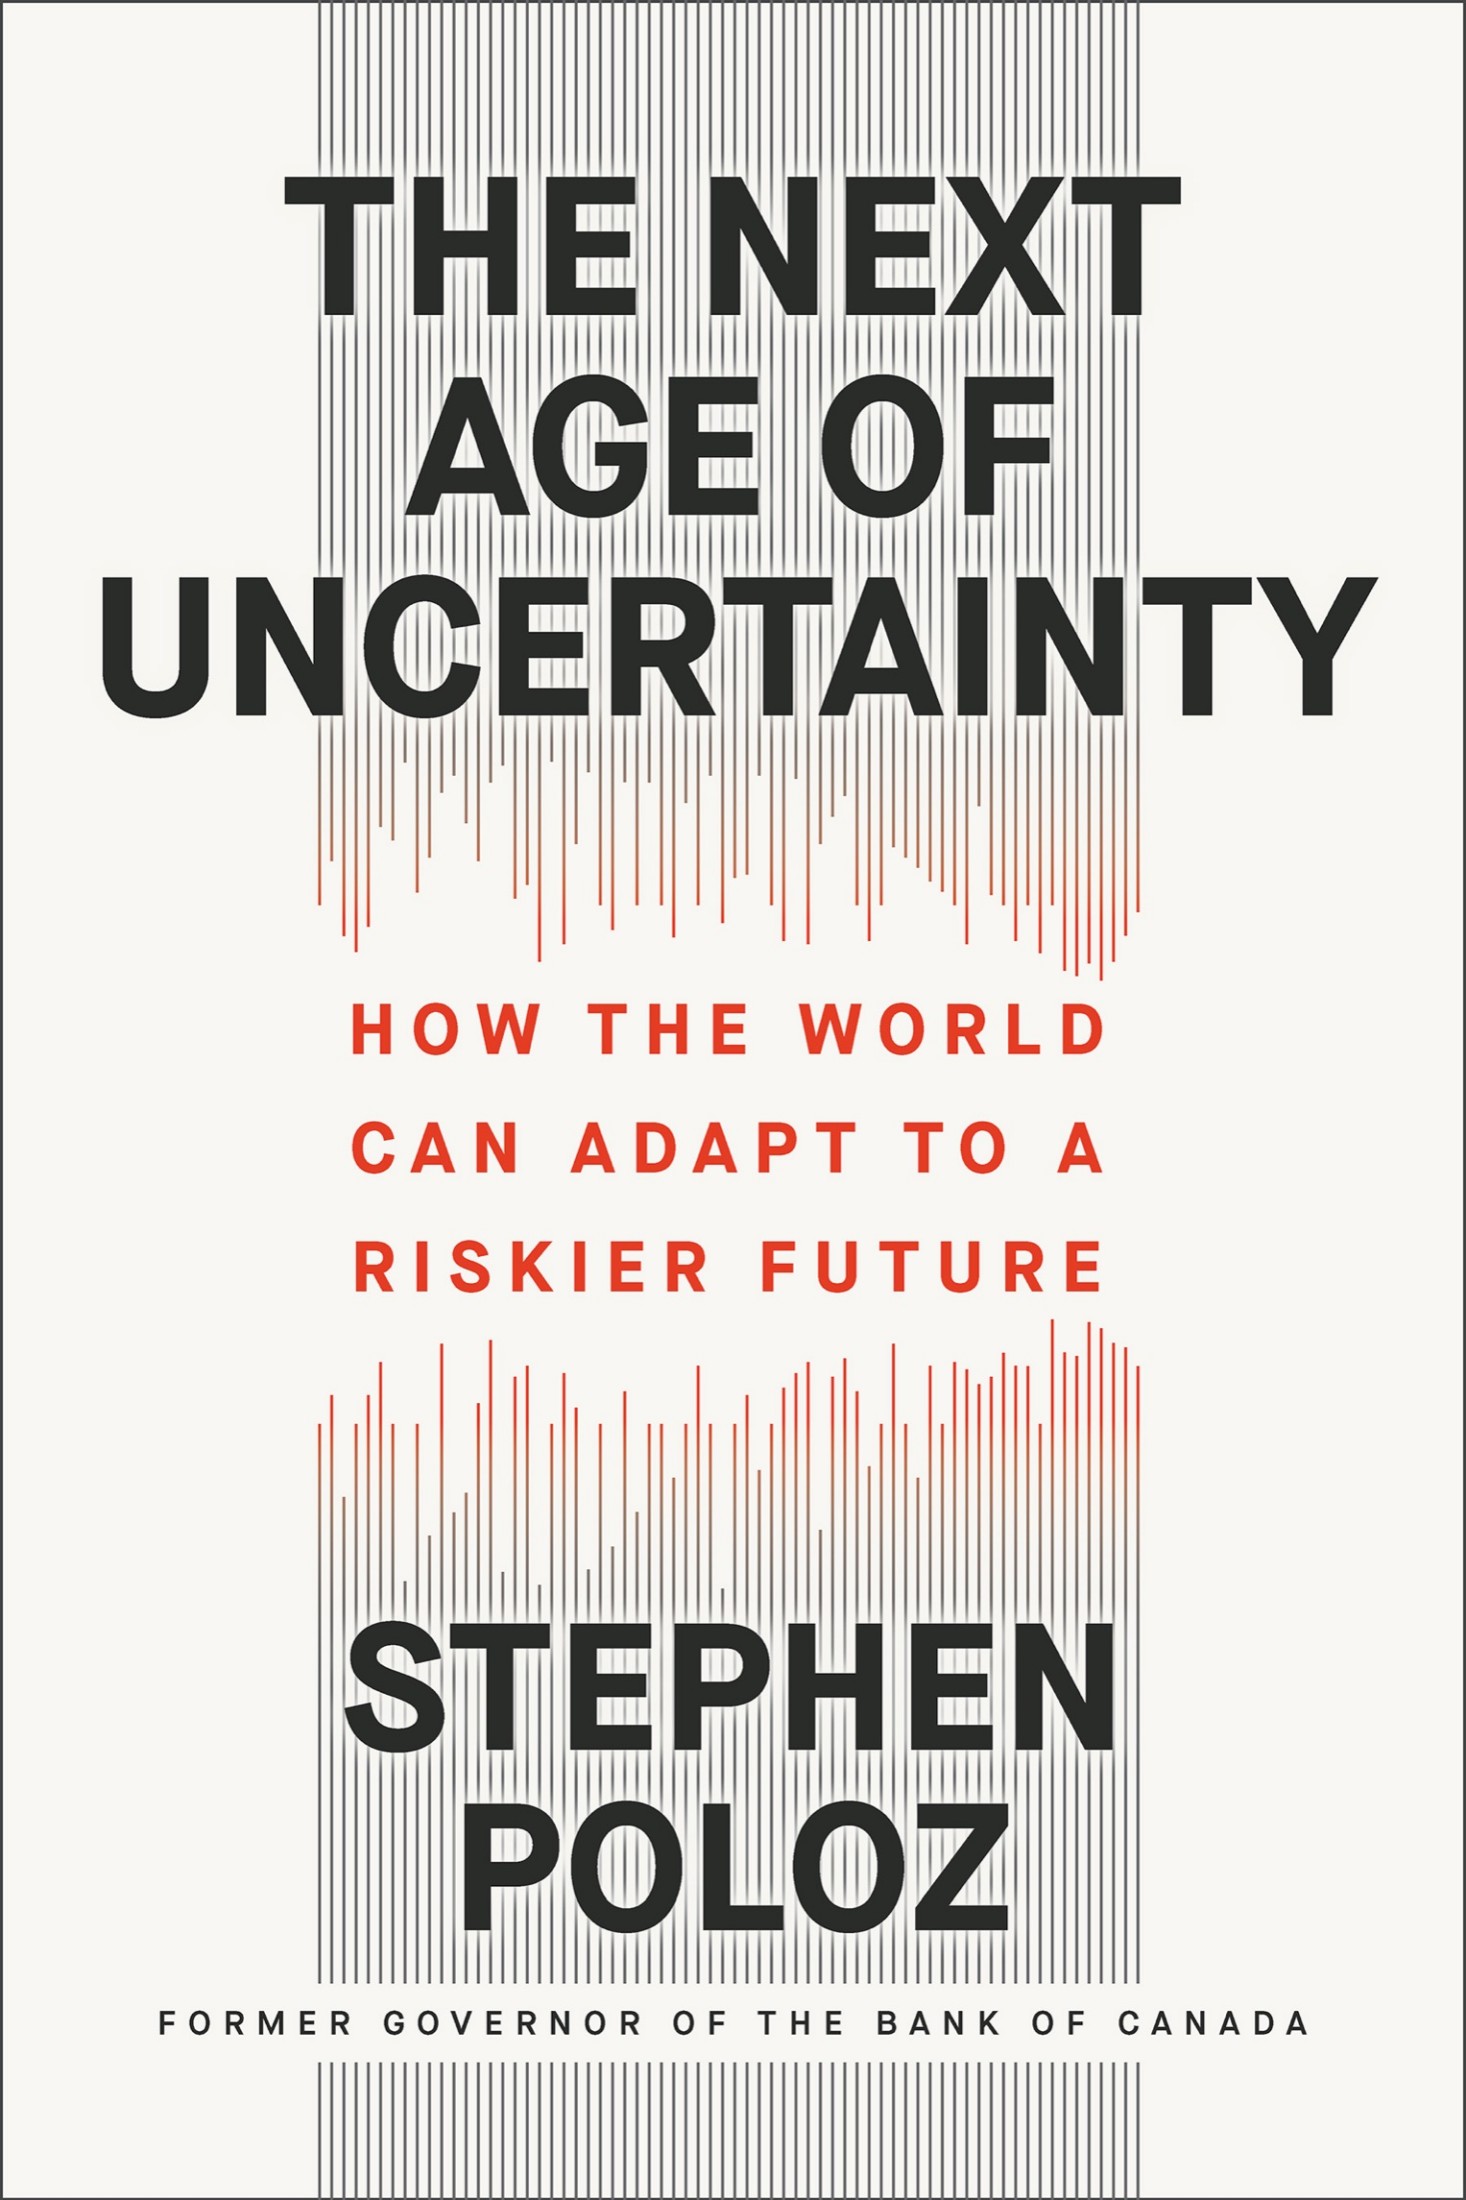 THE NEXT
AGE OF
UNCERTAINTY
HOW THE WORLD
CAN ADAPT TO A
RISKIER FUTURE
STEPHEN
POLOZ
FORMER GOVERNOR OF THE BANK OF CANADA